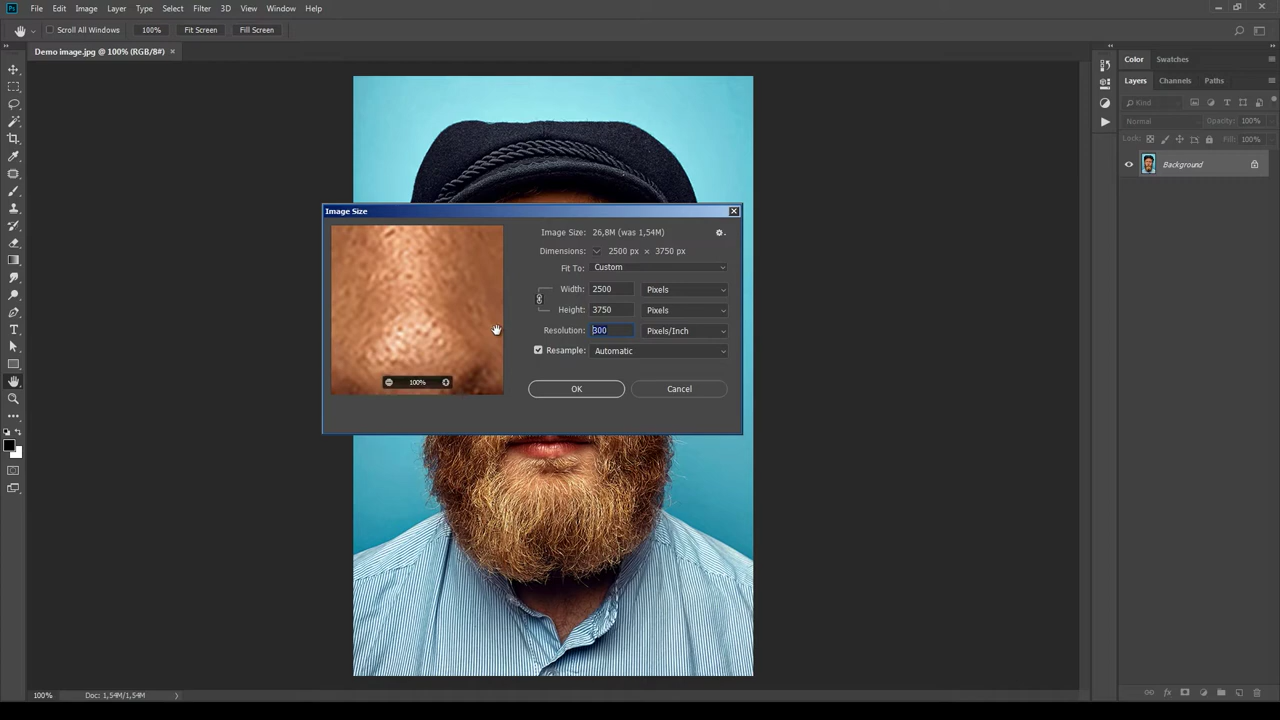 Ps File Edit Image Layer Type Select Filter 3D View Window Help
Scroll All Windows 100% Fit Screen Fill Screen
Demo image.jpg @ 100% (RGB/8#) ×
Color Swatches
Layers Channels Paths
Kind
Normal Opacity: 100%
Lock: Fill: 100%
Background
Image Size
Image Size: 26,8M (was 1,54M)
Dimensions: 2500 px × 3750 px
Fit To: Custom
Width: 2500 Pixels
Height: 3750 Pixels
Resolution: 300 Pixels/Inch
Resample: Automatic
100%
OK Cancel
100% Doc: 1,54M/1,54M